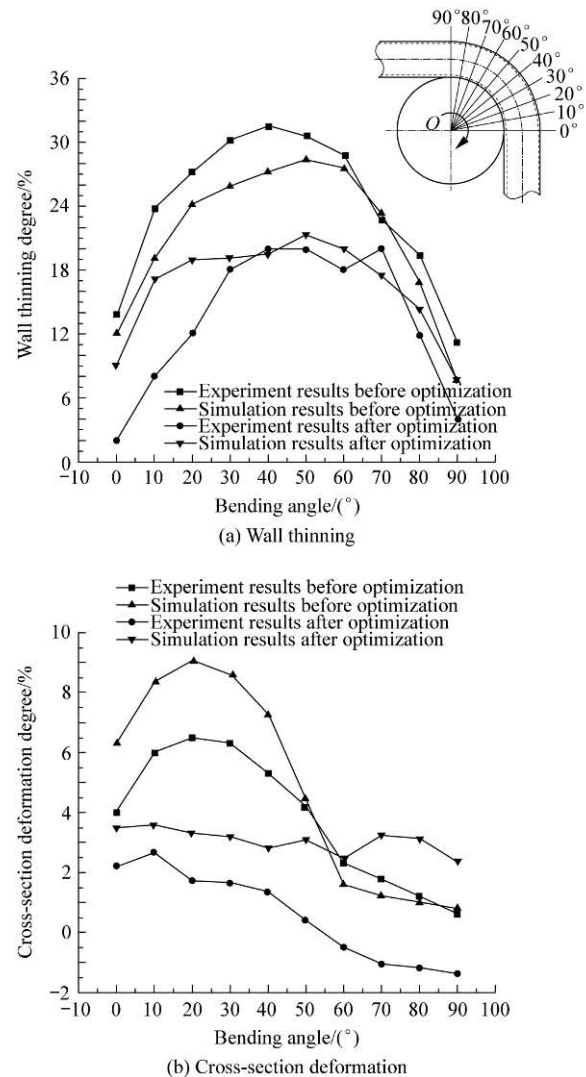 90° 80° 70° 60° 50° 40° 30° 20° 10° 0°
O
36
30
24
18
12
6
0
Wall thinning degree/%
Experiment results before optimization
Simulation results before optimization
Experiment results after optimization
Simulation results after optimization
−10 0 10 20 30 40 50 60 70 80 90 100
Bending angle/(°)
(a) Wall thinning
Experiment results before optimization
Simulation results before optimization
Experiment results after optimization
Simulation results after optimization
10
8
6
4
2
0
−2
Cross-section deformation degree/%
−10 0 10 20 30 40 50 60 70 80 90 100
Bending angle/(°)
(b) Cross-section deformation